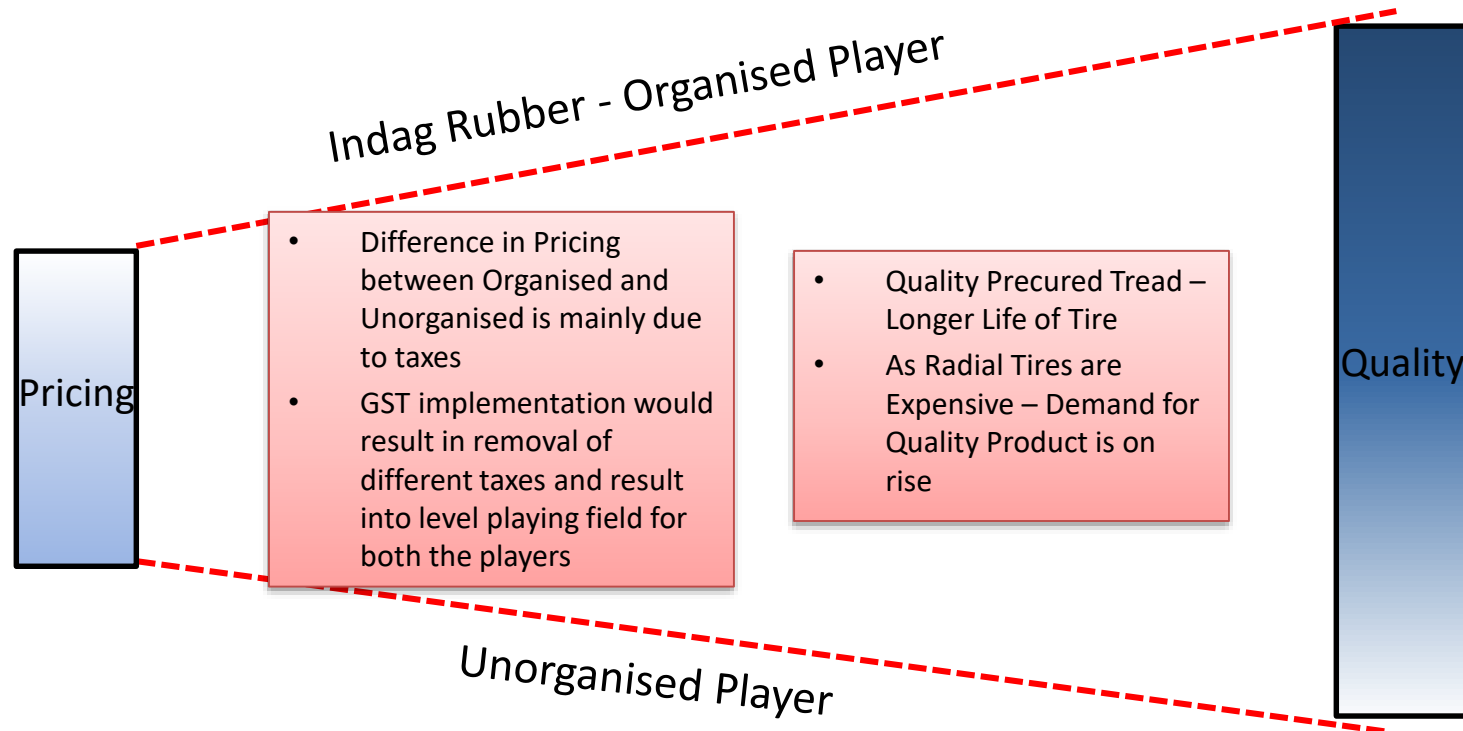 Indag Rubber - Organised Player
Pricing
• Difference in Pricing
between Organised and
Unorganised is mainly due
to taxes
• GST implementation would
result in removal of
different taxes and result
into level playing field for
both the players
• Quality Precured Tread –
Longer Life of Tire
• As Radial Tires are
Expensive – Demand for
Quality Product is on
rise
Quality
Unorganised Player